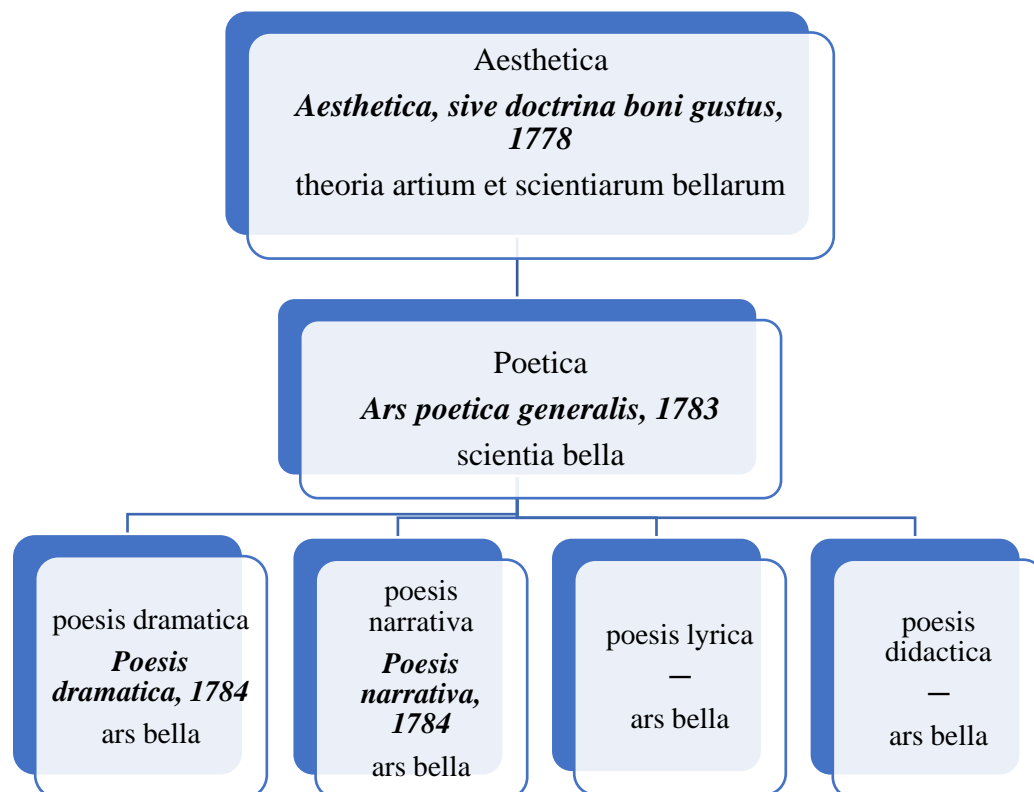 Aesthetica
Aesthetica, sive doctrina boni gustus,
1778
theoria artium et scientiarum bellarum
Poetica
Ars poetica generalis, 1783
scientia bella
poesis dramatica
Poesis
dramatica, 1784
ars bella
poesis
narrativa
Poesis
narrativa,
1784
ars bella
poesis lyrica
—
ars bella
poesis
didactica
—
ars bella